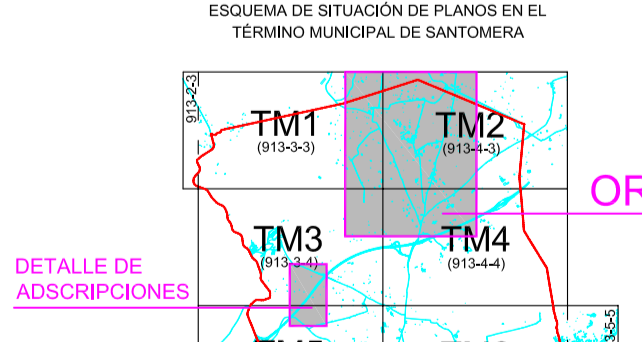 ESQUEMA DE SITUACIÓN DE PLANOS EN EL
TÉRMINO MUNICIPAL DE SANTOMERA
913-2-3
TM1
(913-3-3)
TM2
(913-4-3)
OR
TM3
(913-3-4)
TM4
(913-4-4)
DETALLE DE
ADSCRIPCIONES
3-5-5